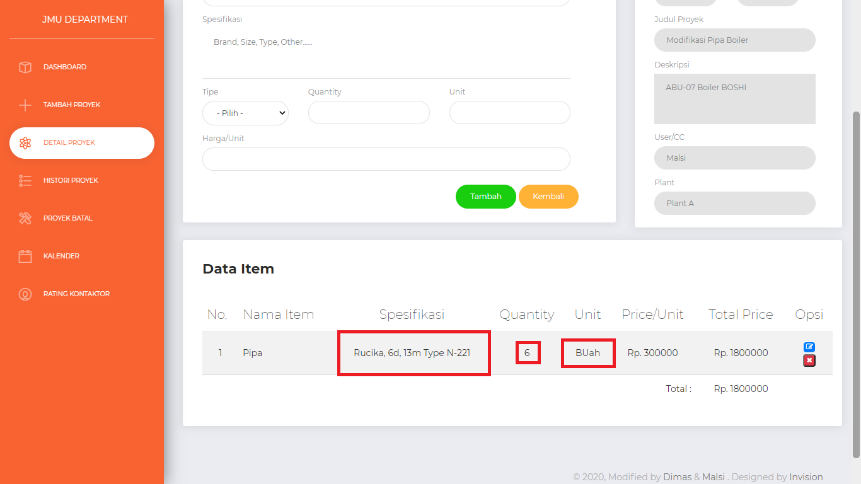 JMU DEPARTMENT
DASHBOARD
TAMBAH PROYEK
DETAIL PROYEK
HISTORI PROYEK
PROYEK BATAL
KALENDER
RATING KONTAKTOR
Spesifikasi
Brand, Size, Type, Other......
Tipe Quantity Unit
- Pilih -
Harga/Unit
Tambah Kembali
Judul Proyek
Modifikasi Pipa Boiler
Deskripsi
ABU-07 Boiler BOSHI
User/CC
Malsi
Plant
Plant A
Data Item
No. Nama Item Spesifikasi Quantity Unit Price/Unit Total Price Opsi
1 Pipa Rucika, 6d, 13m Type N-221 6 BUah Rp. 300000 Rp. 1800000
Total : Rp. 1800000
© 2020, Modified by Dimas & Malsi . Designed by Invision